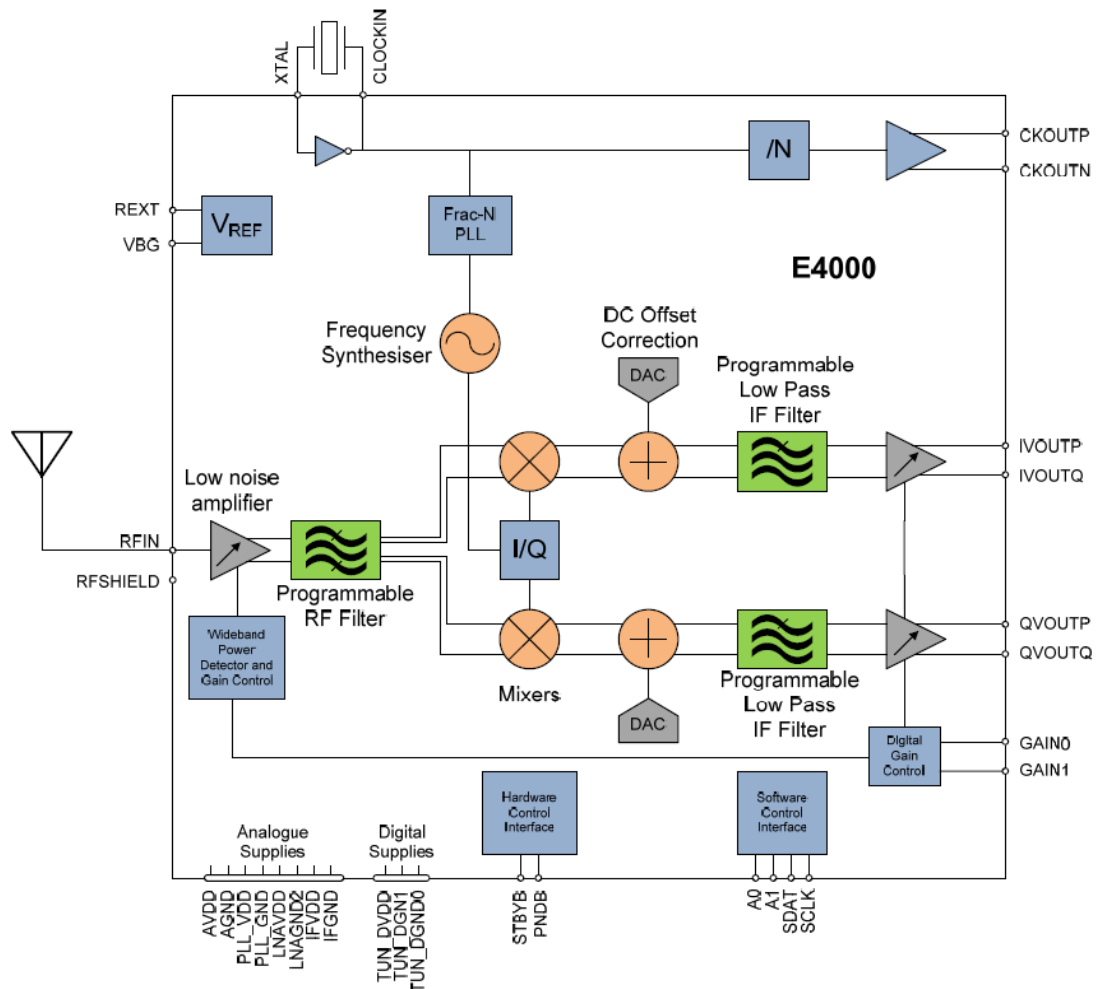 XTAL
CLOCKIN
/N
CKOUTP
CKOUTN
REXT
VBG
VREF
Frac-N
PLL
E4000
Frequency
Synthesiser
DC Offset
Correction
DAC
Programmable
Low Pass
IF Filter
IVOUTP
IVOUTQ
Low noise
amplifier
RFIN
RFSHIELD
I/Q
Programmable
RF Filter
Wideband
Power
Detector and
Gain Control
Mixers
DAC
Programmable
Low Pass
IF Filter
QVOUTP
QVOUTQ
Digital
Gain
Control
GAIN0
GAIN1
Hardware
Control
Interface
Software
Control
Interface
Analogue
Supplies
Digital
Supplies
AVDD
AGND
PLL_VDD
PLL_GND
LNAVDD
LNAGND2
IFVDD
IFGND
TUN_DVDD
TUN_DGN1
TUN_DGND0
STBYB
PNDB
A0
A1
SDAT
SCLK